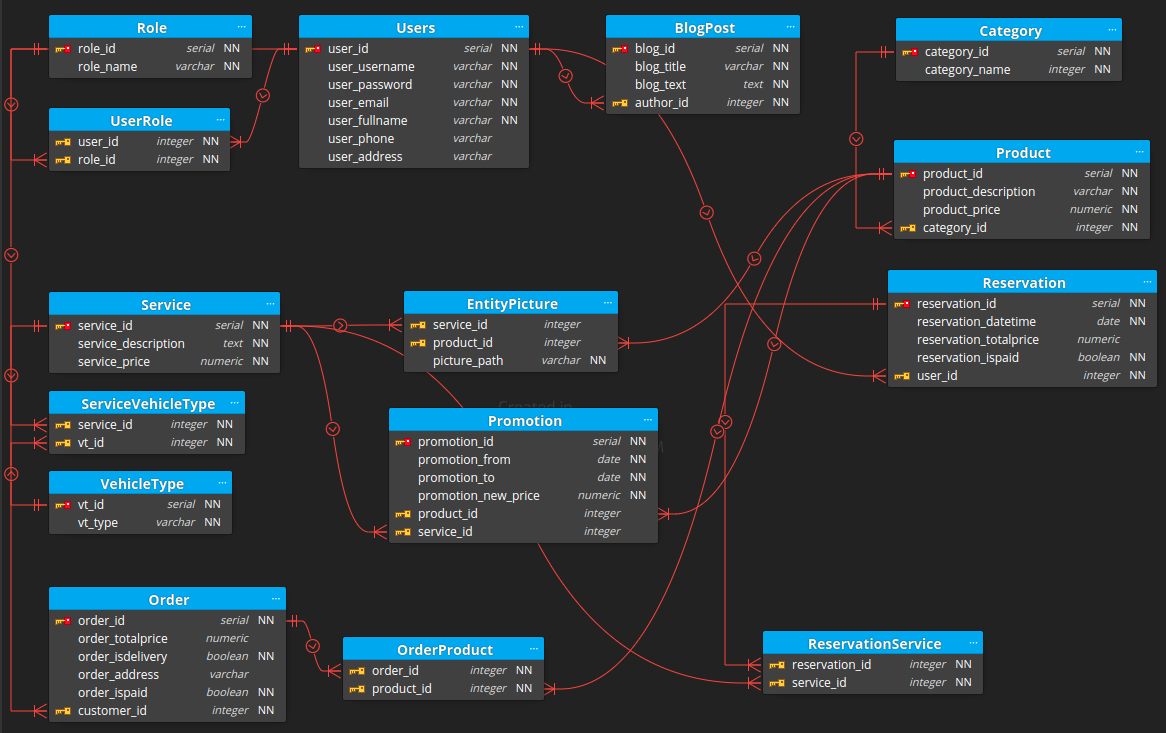 Role ...
role_id serial NN
role_name varchar NN
Users ...
user_id serial NN
user_username varchar NN
user_password varchar NN
user_email varchar NN
user_fullname varchar NN
user_phone varchar
user_address varchar
BlogPost ...
blog_id serial NN
blog_title varchar NN
blog_text text NN
author_id integer NN
Category ...
category_id serial NN
category_name integer NN
UserRole ...
user_id integer NN
role_id integer NN
Product ...
product_id serial NN
product_description varchar NN
product_price numeric NN
category_id integer NN
Service ...
service_id serial NN
service_description text NN
service_price numeric NN
EntityPicture ...
service_id integer
product_id integer
picture_path varchar NN
Reservation ...
reservation_id serial NN
reservation_datetime date NN
reservation_totalprice numeric
reservation_ispaid boolean NN
user_id integer NN
ServiceVehicleType ...
service_id integer NN
vt_id integer NN
Created in
Promotion ...
promotion_id serial NN
promotion_from date NN
promotion_to date NN
promotion_new_price numeric NN
product_id integer
service_id integer
VehicleType ...
vt_id serial NN
vt_type varchar NN
Order ...
order_id serial NN
order_totalprice numeric
order_isdelivery boolean NN
order_address varchar
order_ispaid boolean NN
customer_id integer NN
OrderProduct ...
order_id integer NN
product_id integer NN
ReservationService ...
reservation_id integer NN
service_id integer NN